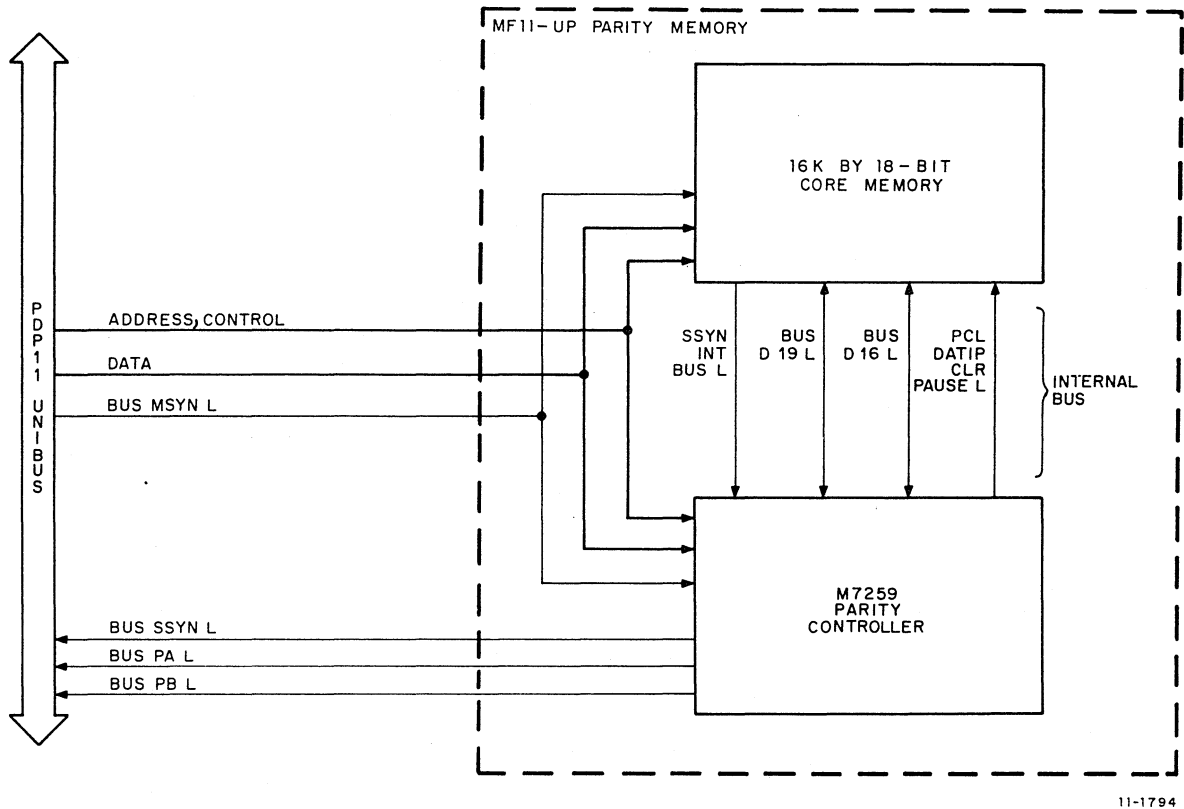 MF11-UP PARITY MEMORY
16K BY 18-BIT
CORE MEMORY
PDP11 UNIBUS
ADDRESS, CONTROL
DATA
BUS MSYN L
SSYN
INT
BUS L
BUS
D 19 L
BUS
D 16 L
PCL
DATIP
CLR
PAUSE L
INTERNAL
BUS
M7259
PARITY
CONTROLLER
BUS SSYN L
BUS PA L
BUS PB L
11-1794